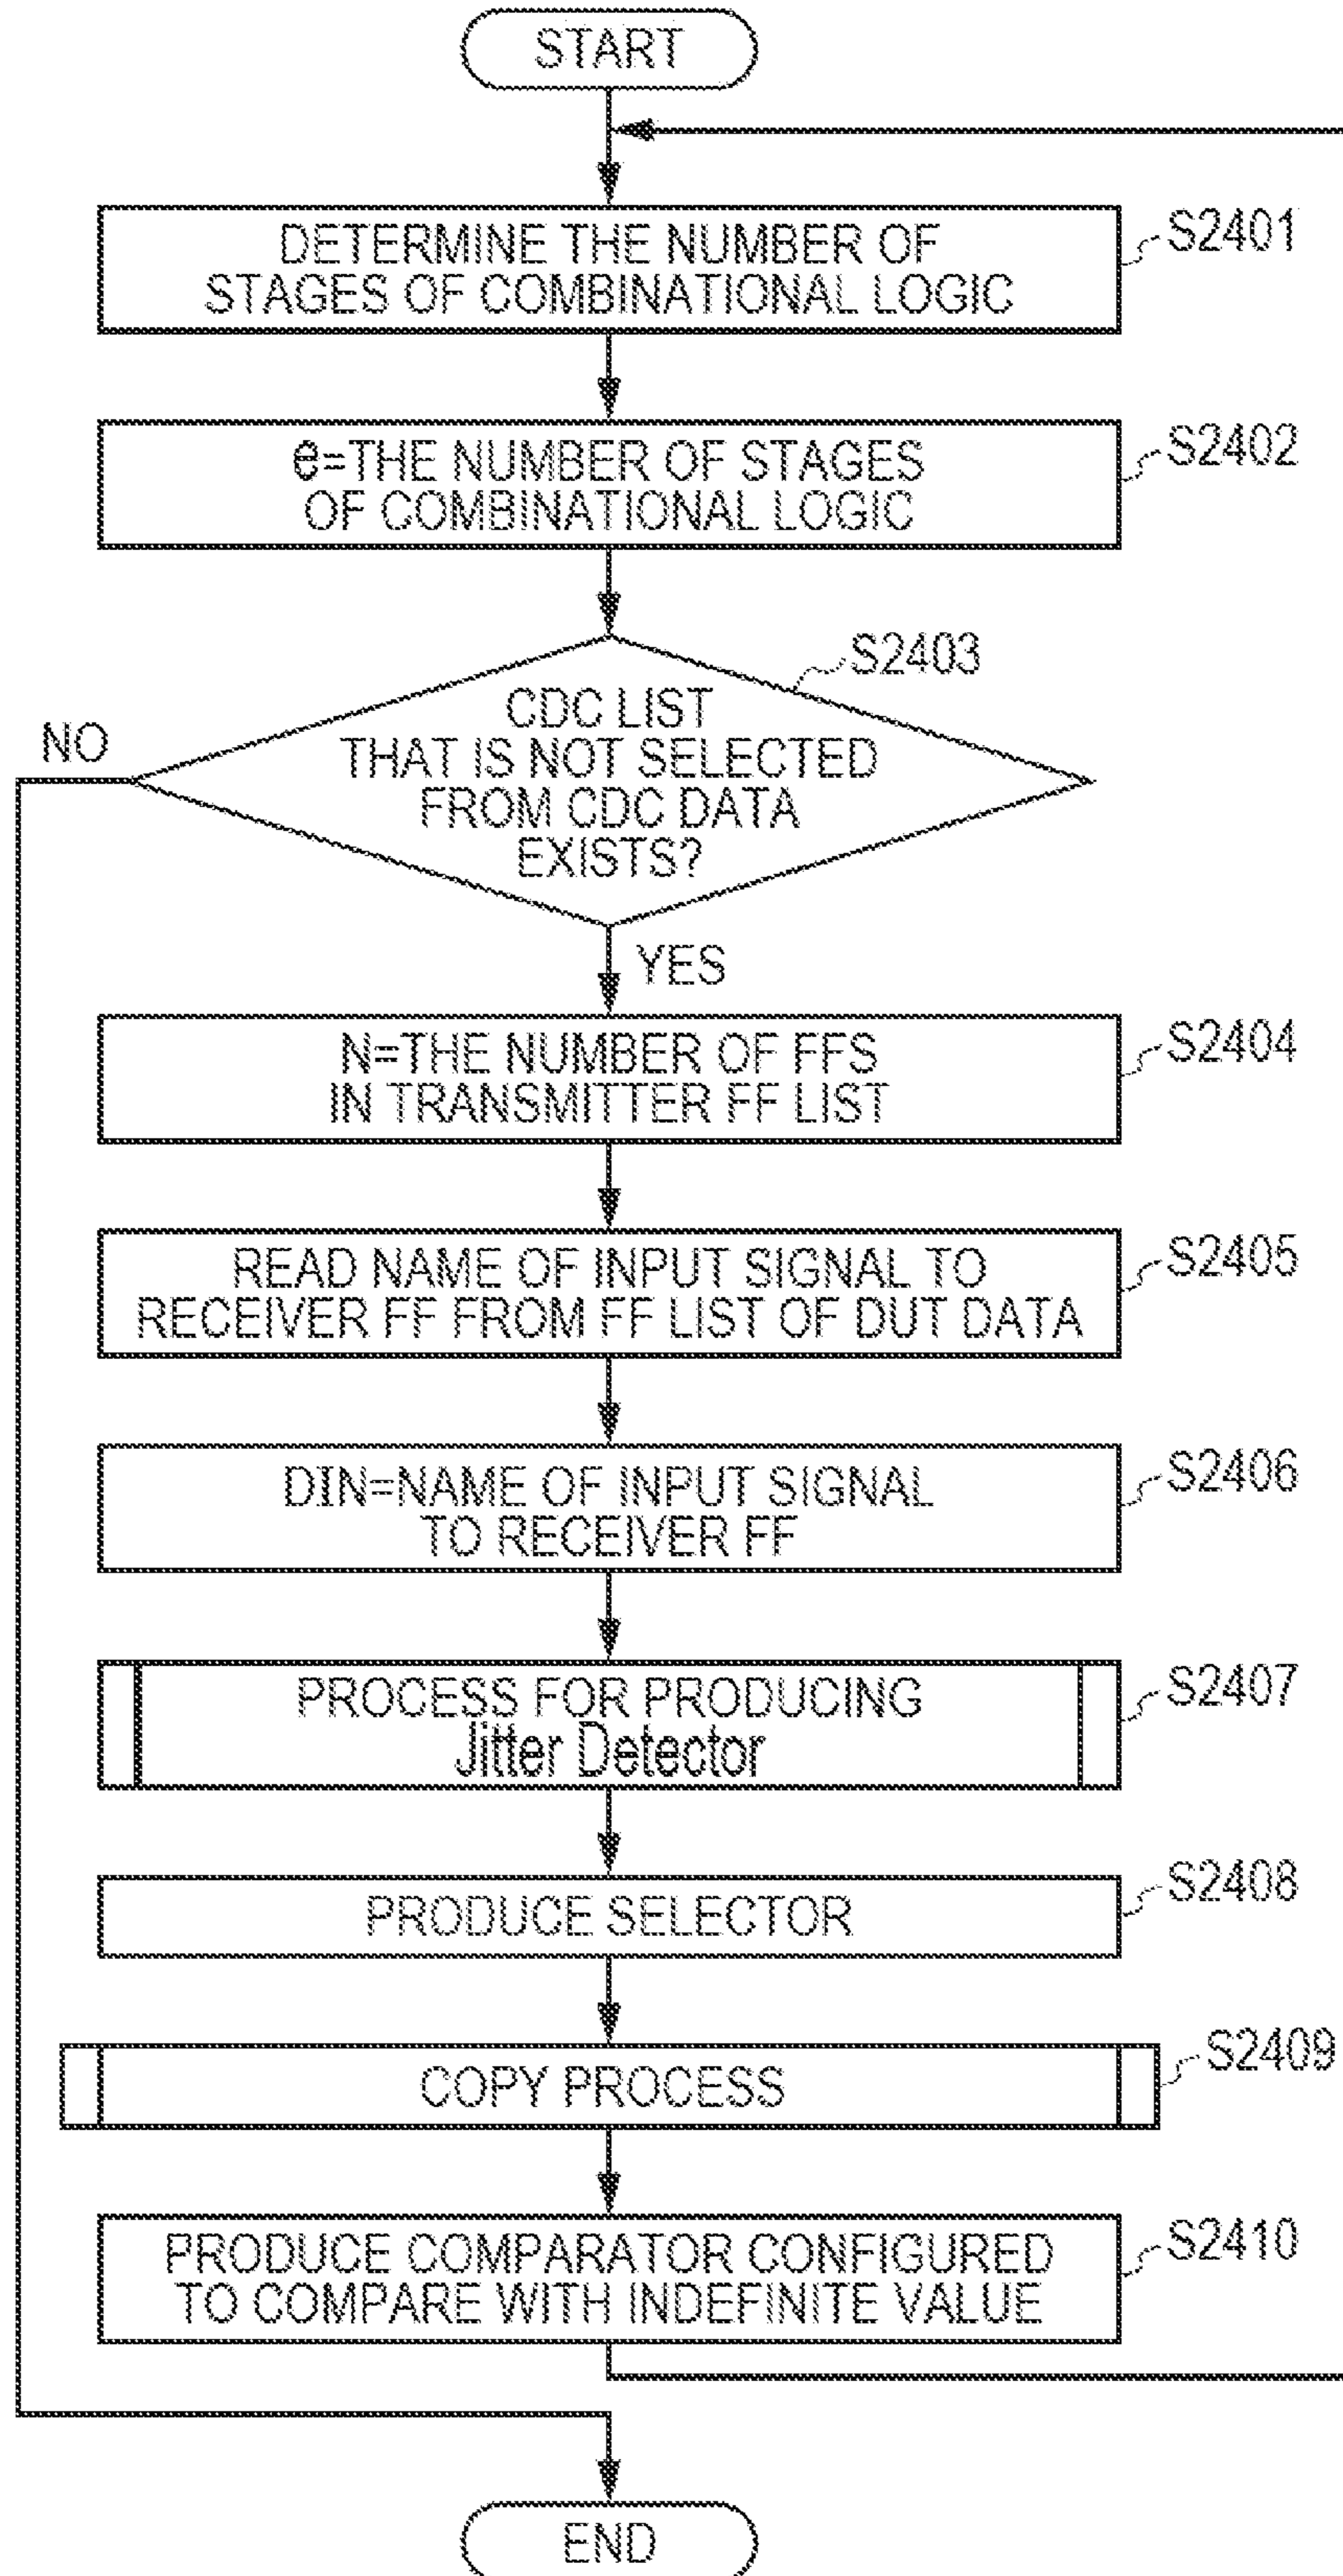 START
DETERMINE THE NUMBER OF
STAGES OF COMBINATIONAL LOGIC
S2401
e=THE NUMBER OF STAGES
OF COMBINATIONAL LOGIC
S2402
S2403
CDC LIST
THAT IS NOT SELECTED
FROM CDC DATA
EXISTS?
NO
YES
N=THE NUMBER OF FFS
IN TRANSMITTER FF LIST
S2404
READ NAME OF INPUT SIGNAL TO
RECEIVER FF FROM FF LIST OF DUT DATA
S2405
DIN=NAME OF INPUT SIGNAL
TO RECEIVER FF
S2406
PROCESS FOR PRODUCING
Jitter Detector
S2407
PRODUCE SELECTOR
S2408
COPY PROCESS
S2409
PRODUCE COMPARATOR CONFIGURED
TO COMPARE WITH INDEFINITE VALUE
S2410
END